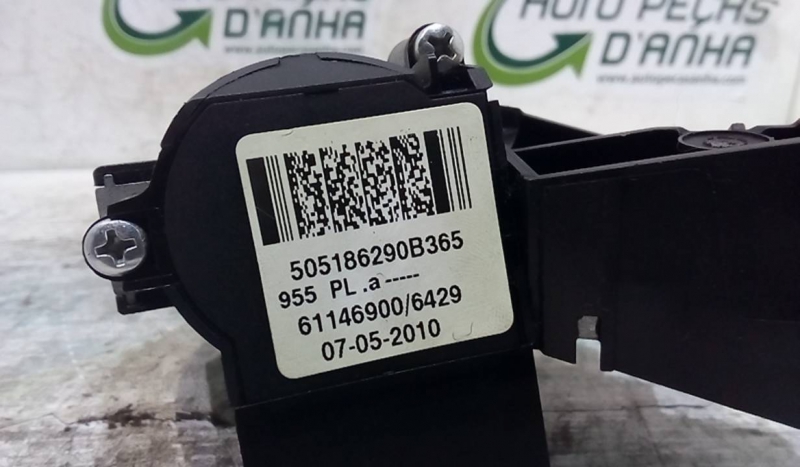 AUTO PEÇAS
D'ANHA
D'ANHA
505186290B365
955 PL .a-----
61146900/6429
07-05-2010